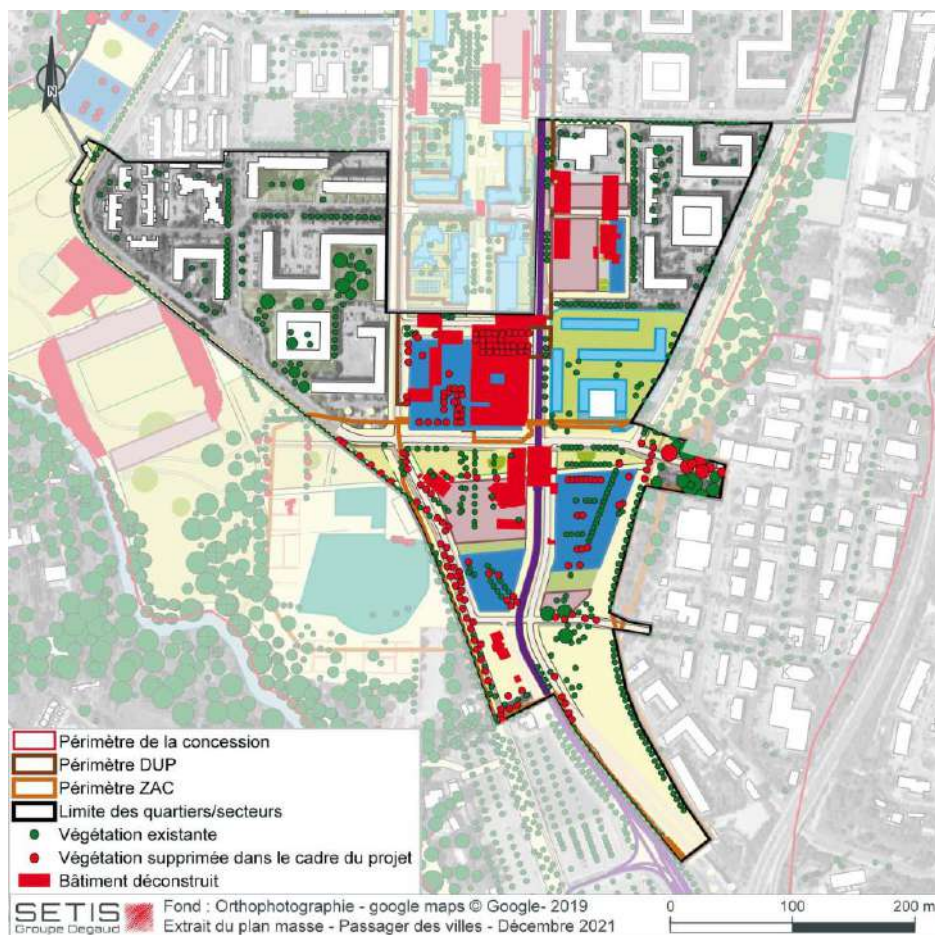 Périmètre de la concession
Périmètre DUP
Périmètre ZAC
Limite des quartiers/secteurs
Végétation existante
Végétation supprimée dans le cadre du projet
Bâtiment déconstruit
SETIS
Groupe Degaud
Fond : Orthophotographie - google maps © Google- 2019
Extrait du plan masse - Passager des villes - Décembre 2021
0 100 200 m